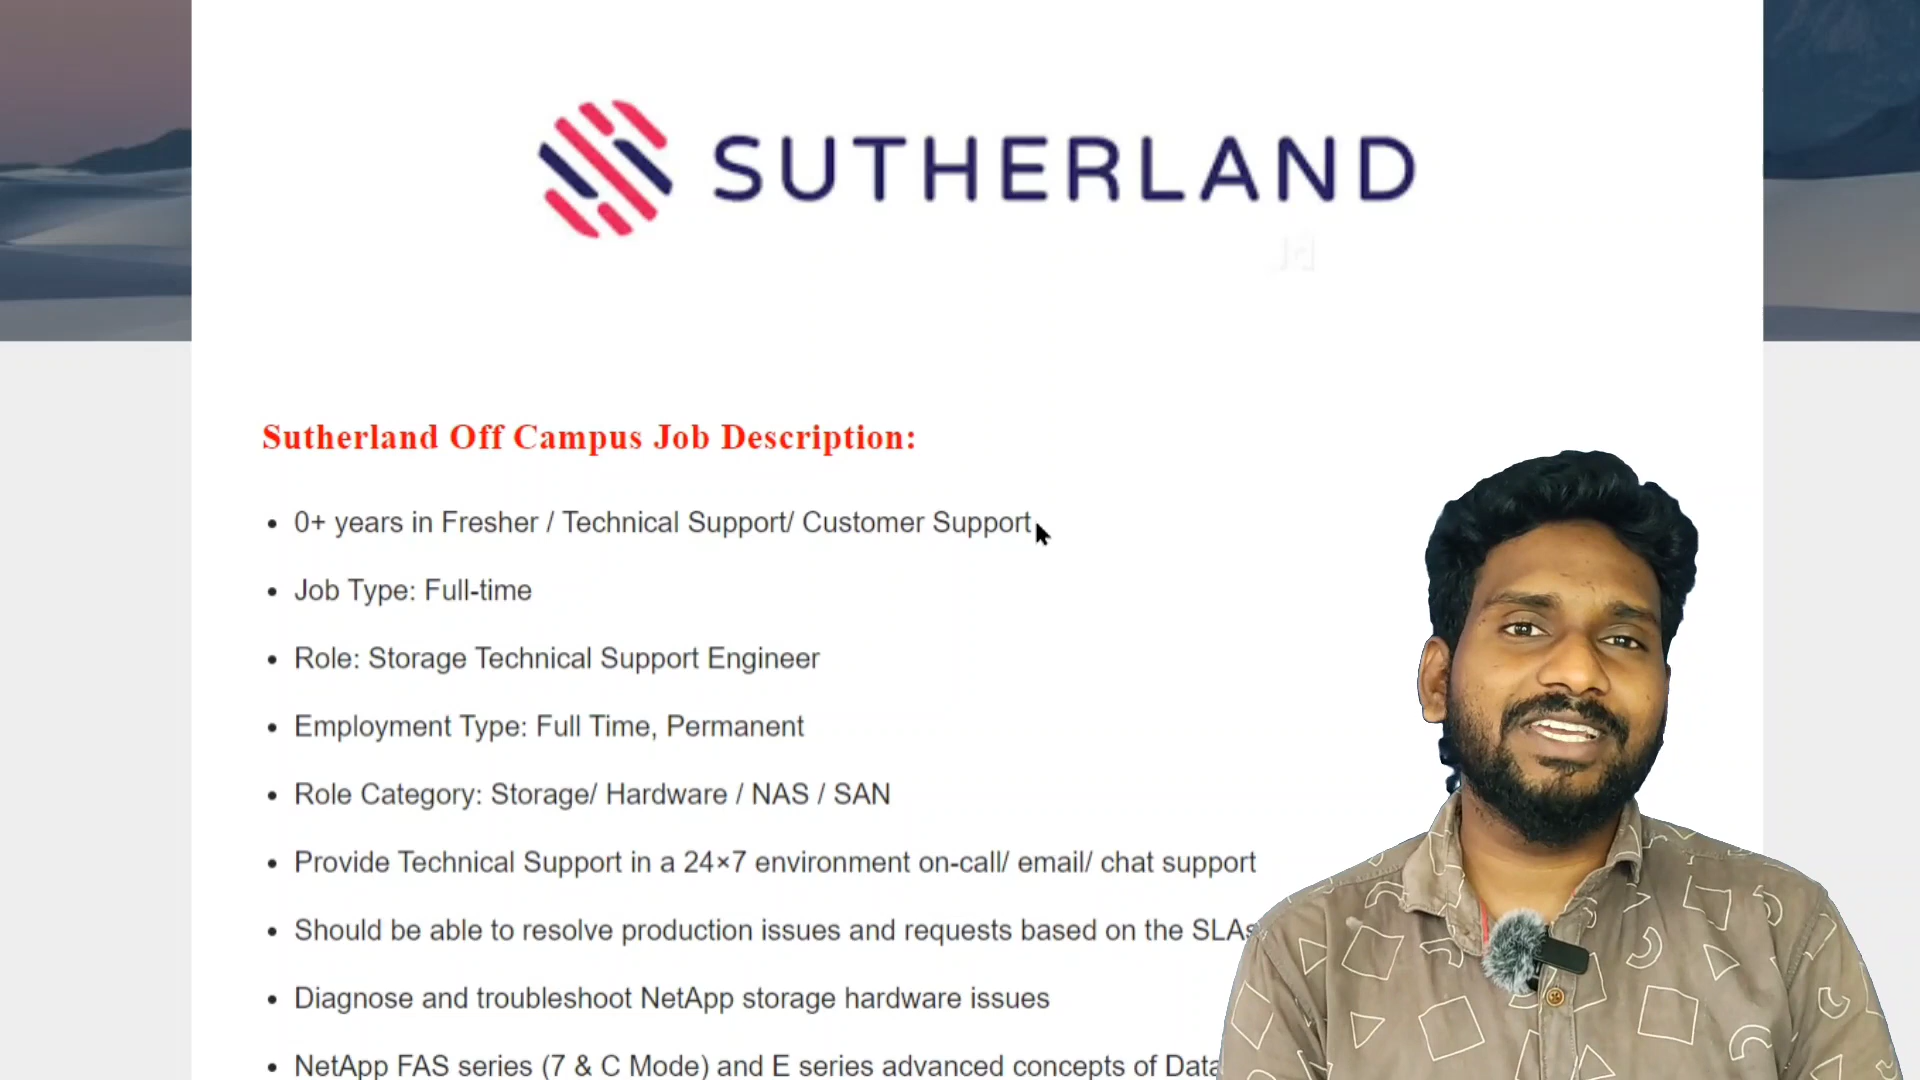 SUTHERLAND
Sutherland Off Campus Job Description:
• 0+ years in Fresher / Technical Support/ Customer Support
• Job Type: Full-time
• Role: Storage Technical Support Engineer
• Employment Type: Full Time, Permanent
• Role Category: Storage/ Hardware / NAS / SAN
• Provide Technical Support in a 24×7 environment on-call/ email/ chat support
• Should be able to resolve production issues and requests based on the SLAs
• Diagnose and troubleshoot NetApp storage hardware issues
• NetApp FAS series (7 & C Mode) and E series advanced concepts of Data